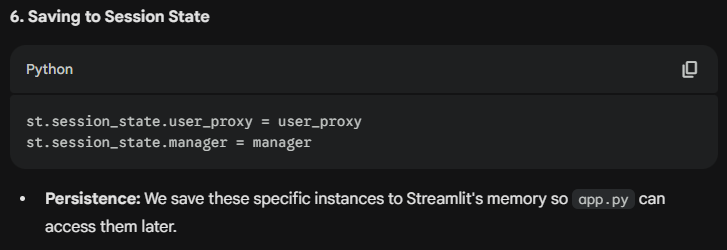 6. Saving to Session State
Python
st.session_state.user_proxy = user_proxy
st.session_state.manager = manager
• Persistence: We save these specific instances to Streamlit's memory so app.py can
access them later.